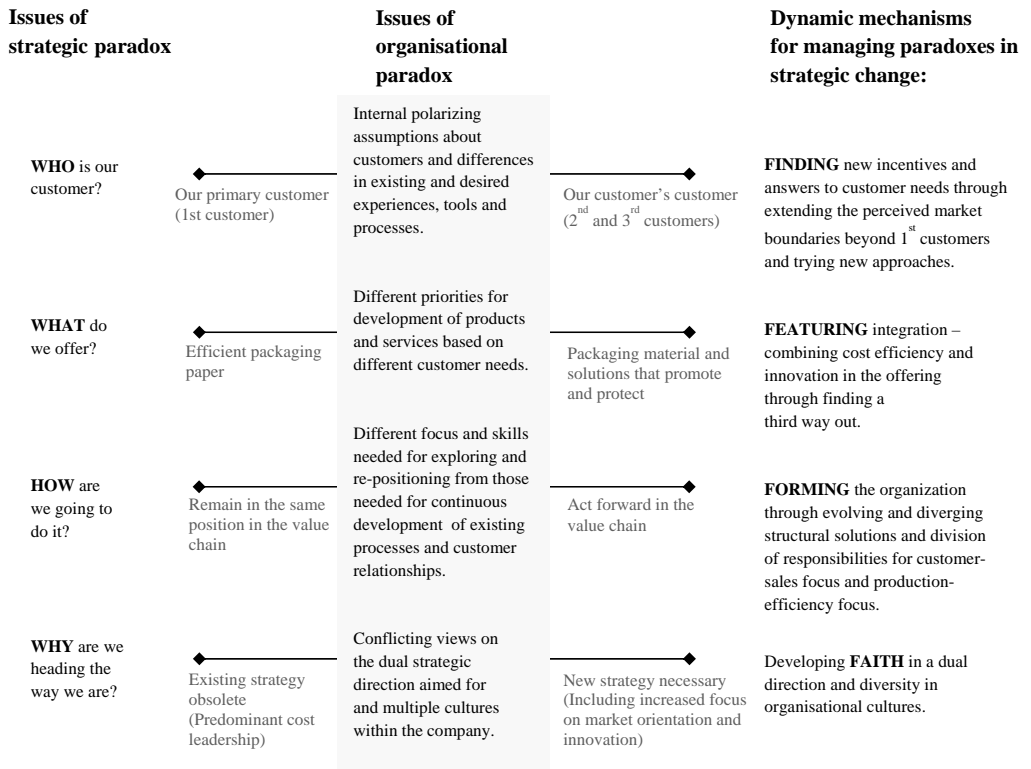 Issues of
strategic paradox
Issues of
organisational
paradox
Dynamic mechanisms
for managing paradoxes in
strategic change:
WHO is our
customer?
Our primary customer
(1st customer)
Internal polarizing
assumptions about
customers and differences
in existing and desired
experiences, tools and
processes.
Our customer's customer
(2nd and 3rd customers)
FINDING new incentives and
answers to customer needs through
extending the perceived market
boundaries beyond 1st customers
and trying new approaches.
WHAT do
we offer?
Efficient packaging
paper
Different priorities for
development of products
and services based on
different customer needs.
Packaging material and
solutions that promote
and protect
FEATURING integration –
combining cost efficiency and
innovation in the offering
through finding a
third way out.
HOW are
we going to
do it?
Remain in the same
position in the value
chain
Different focus and skills
needed for exploring and
re-positioning from those
needed for continuous
development of existing
processes and customer
relationships.
Act forward in the
value chain
FORMING the organization
through evolving and diverging
structural solutions and division
of responsibilities for customer-
sales focus and production-
efficiency focus.
WHY are we
heading the
way we are?
Existing strategy
obsolete
(Predominant cost
leadership)
Conflicting views on
the dual strategic
direction aimed for
and multiple cultures
within the company.
New strategy necessary
(Including increased focus
on market orientation and
innovation)
Developing FAITH in a dual
direction and diversity in
organisational cultures.